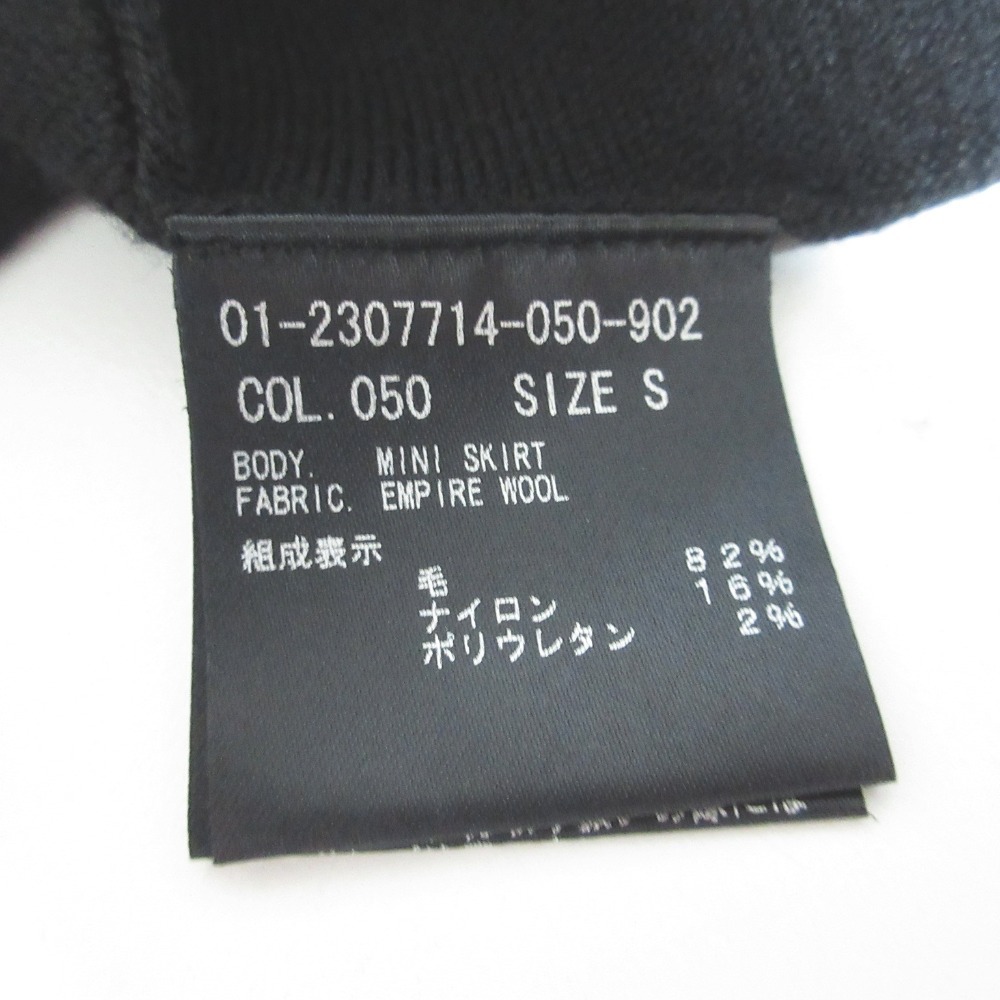 01-2307714-050-902
COL. 050 SIZE S
BODY. MINI SKIRT
FABRIC. EMPIRE WOOL
組成表示
毛 82%
ナイロン 16%
ポリウレタン 2%